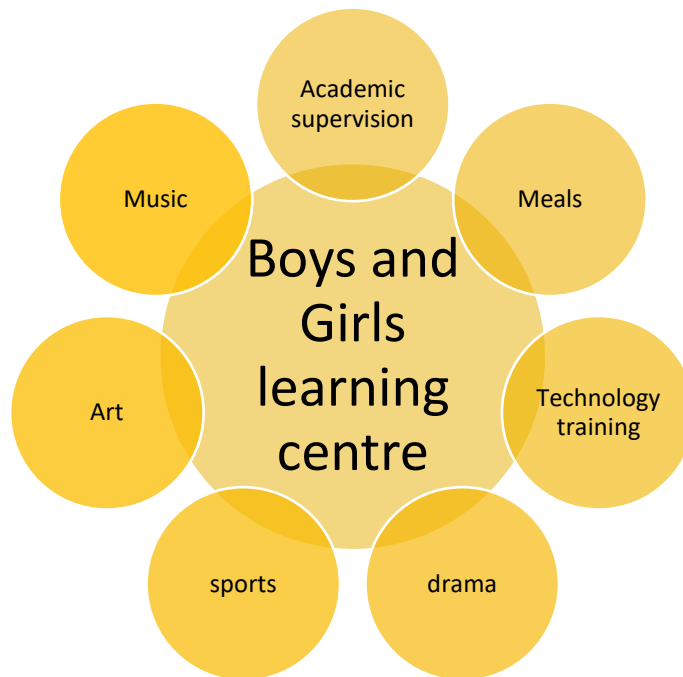 Academic
supervision
Meals
Technology
training
drama
sports
Art
Music
Boys and
Girls
learning
centre